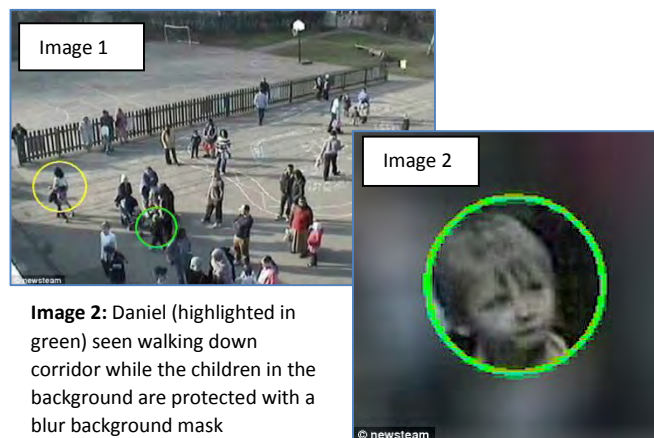 Image 1
Image 2
© newsteam
Image 2: Daniel (highlighted in
green) seen walking down
corridor while the children in the
background are protected with a
blur background mask
© newsteam